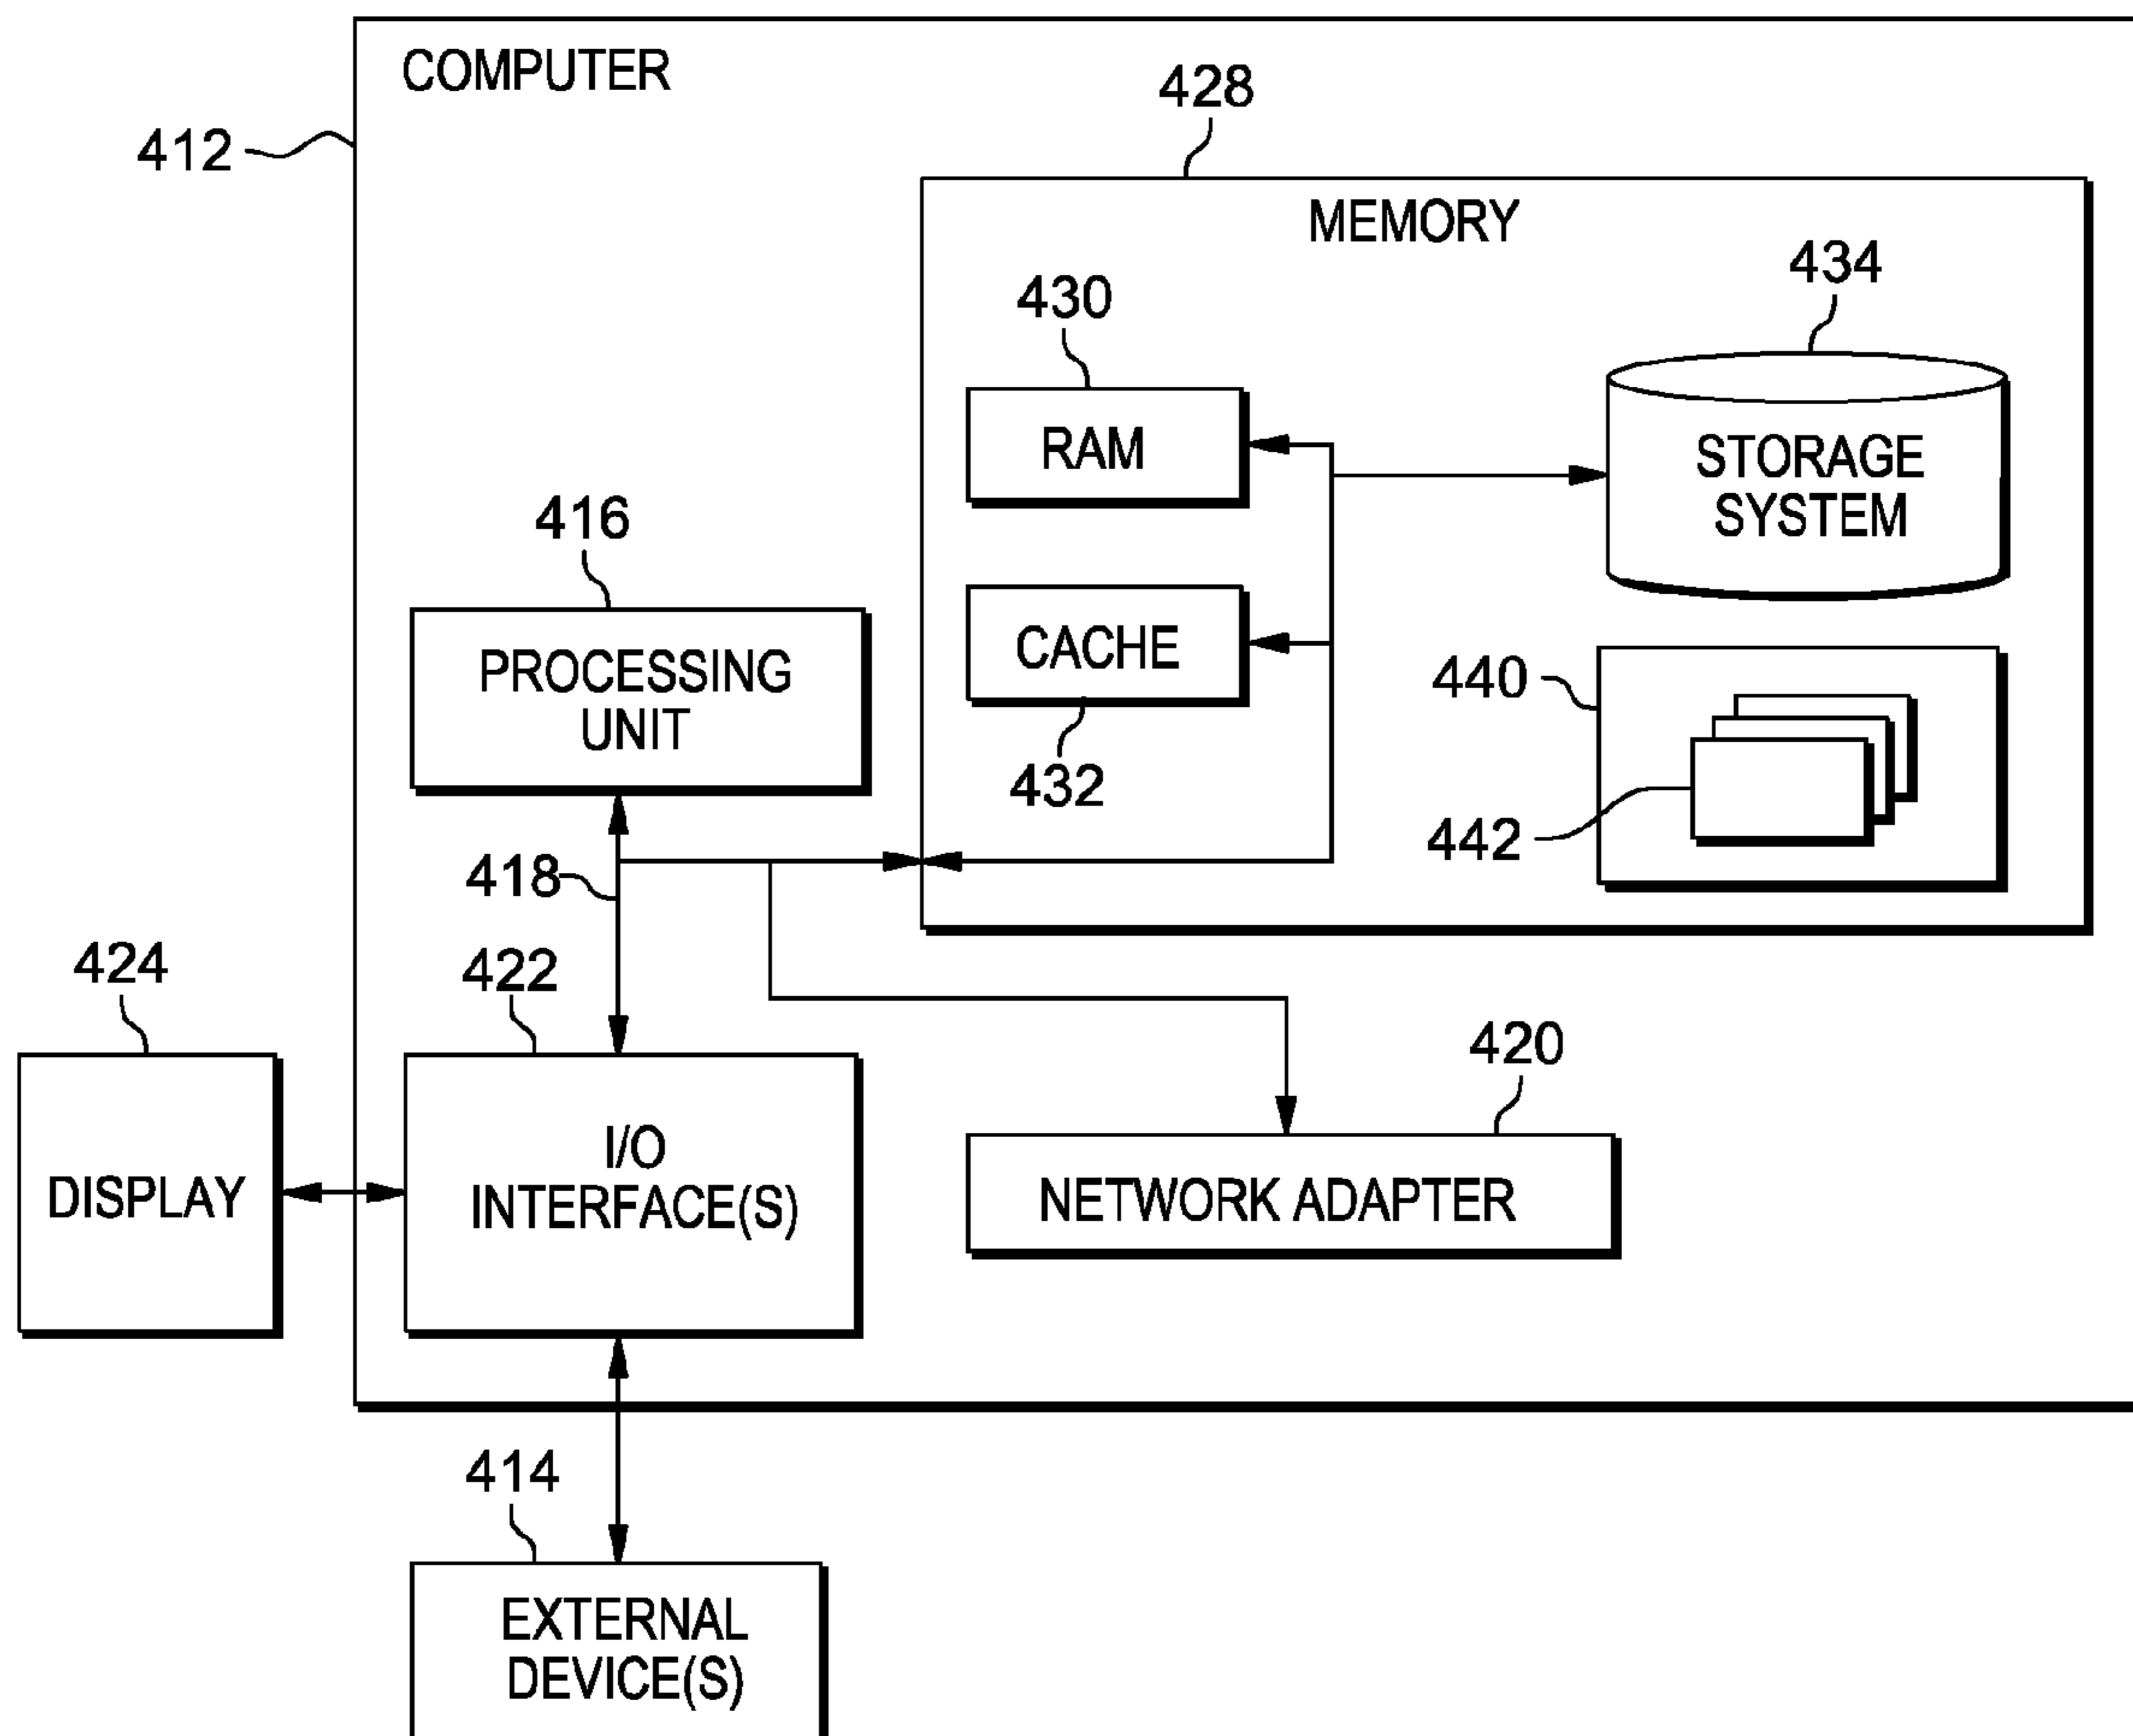 COMPUTER
412
428
MEMORY
430
434
RAM
STORAGE
SYSTEM
416
PROCESSING
UNIT
CACHE
432
440
442
418
424
422
420
DISPLAY
I/O
INTERFACE(S)
NETWORK ADAPTER
414
EXTERNAL
DEVICE(S)